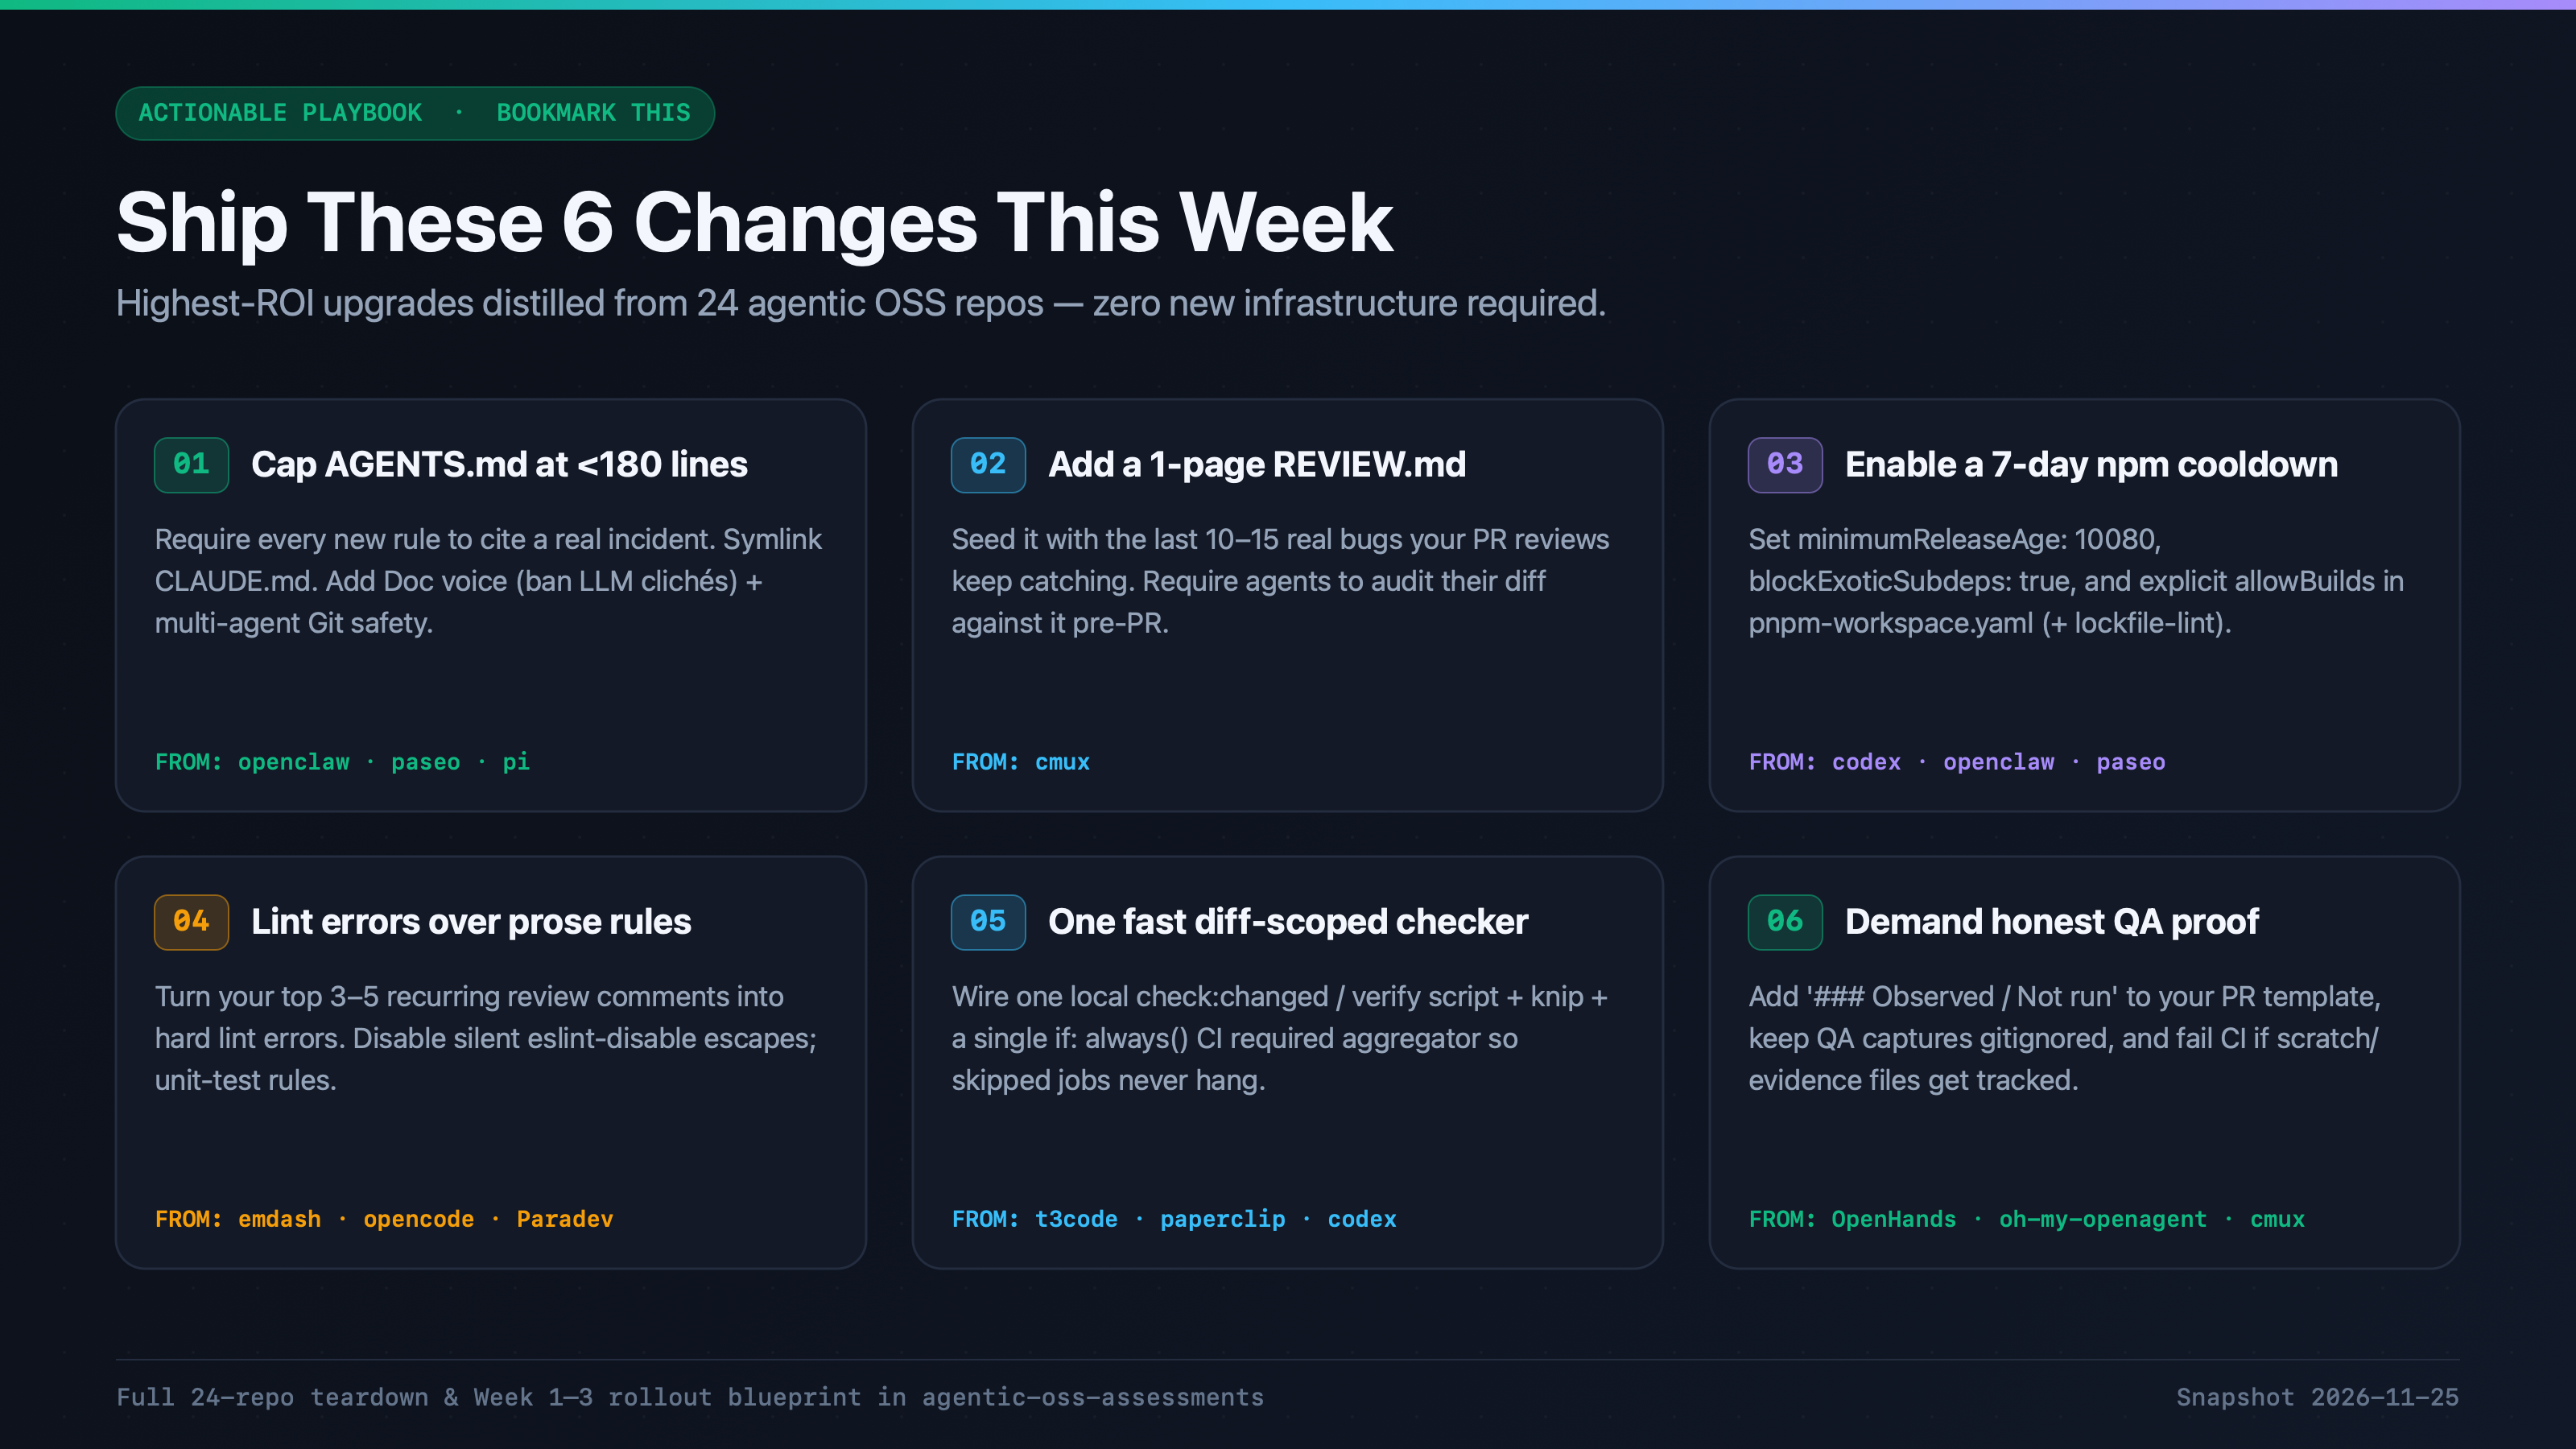 ACTIONABLE PLAYBOOK · BOOKMARK THIS
Ship These 6 Changes This Week
Highest-ROI upgrades distilled from 24 agentic OSS repos — zero new infrastructure required.
01 Cap AGENTS.md at <180 lines
Require every new rule to cite a real incident. Symlink
CLAUDE.md. Add Doc voice (ban LLM clichés) +
multi-agent Git safety.
FROM: openclaw · paseo · pi
02 Add a 1-page REVIEW.md
Seed it with the last 10–15 real bugs your PR reviews
keep catching. Require agents to audit their diff
against it pre-PR.
FROM: cmux
03 Enable a 7-day npm cooldown
Set minimumReleaseAge: 10080,
blockExoticSubdeps: true, and explicit allowBuilds in
pnpm-workspace.yaml (+ lockfile-lint).
FROM: codex · openclaw · paseo
04 Lint errors over prose rules
Turn your top 3–5 recurring review comments into
hard lint errors. Disable silent eslint-disable escapes;
unit-test rules.
FROM: emdash · opencode · Paradev
05 One fast diff-scoped checker
Wire one local check:changed / verify script + knip +
a single if: always() CI required aggregator so
skipped jobs never hang.
FROM: t3code · paperclip · codex
06 Demand honest QA proof
Add '### Observed / Not run' to your PR template,
keep QA captures gitignored, and fail CI if scratch/
evidence files get tracked.
FROM: OpenHands · oh-my-openagent · cmux
Full 24-repo teardown & Week 1–3 rollout blueprint in agentic-oss-assessments
Snapshot 2026-11-25